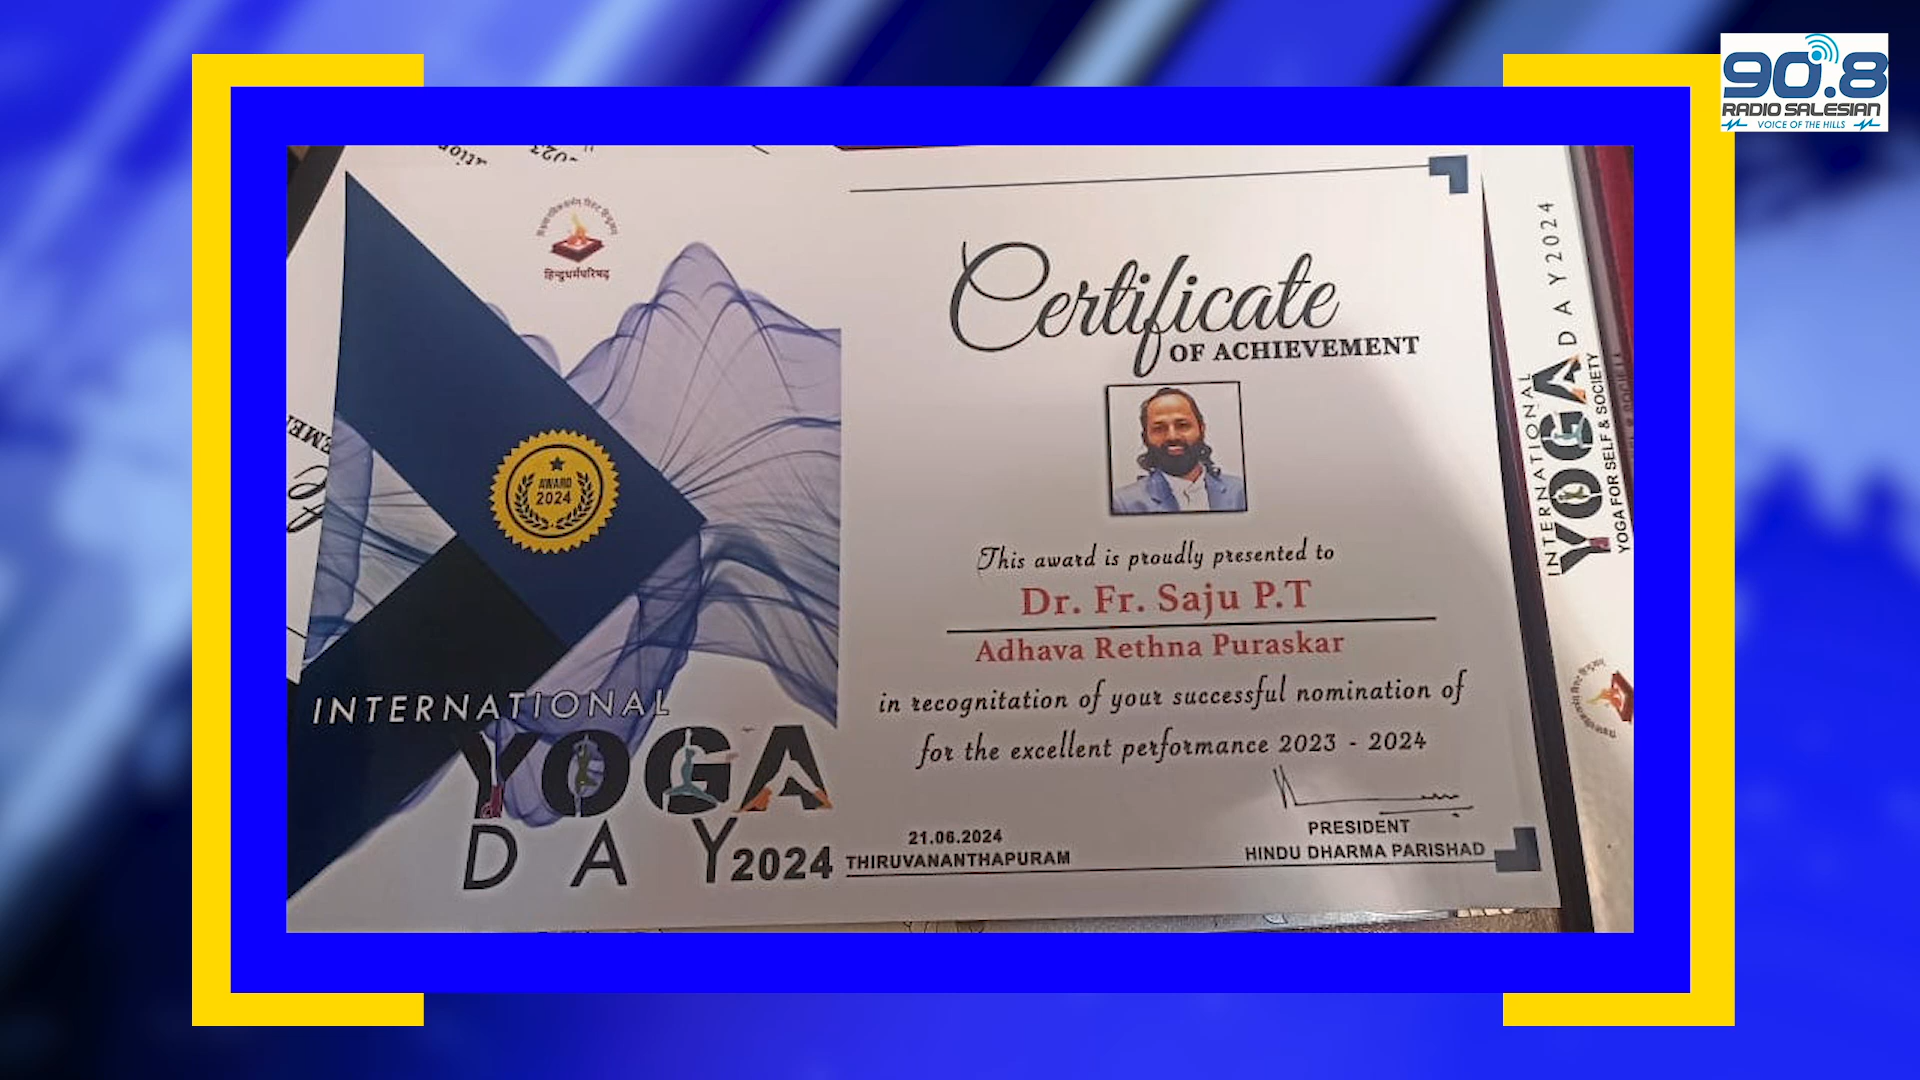 90.8
RADIO SALESIAN
VOICE OF THE HILLS
हिन्दुधर्मपरिषद्
AWARD
2024
INTERNATIONAL
YOGA
DAY 2024
Certificate
OF ACHIEVEMENT
This award is proudly presented to
Dr. Fr. Saju P.T
Adhava Rethna Puraskar
in recognitation of your successful nomination of
for the excellent performance 2023 - 2024
21.06.2024
THIRUVANANTHAPURAM
PRESIDENT
HINDU DHARMA PARISHAD
INTERNATIONAL
YOGA DAY 2024
YOGA FOR SELF & SOCIETY